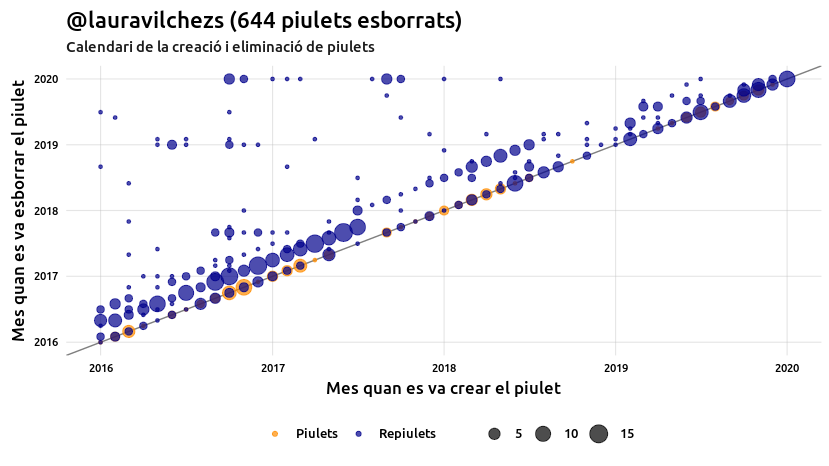 @lauravilchezs (644 piulets esborrats)
Calendari de la creació i eliminació de piulets
Mes quan es va esborrar el piulet
2020
2019
2018
2017
2016
2016 2017 2018 2019 2020
Mes quan es va crear el piulet
Piulets Repiulets 5 10 15